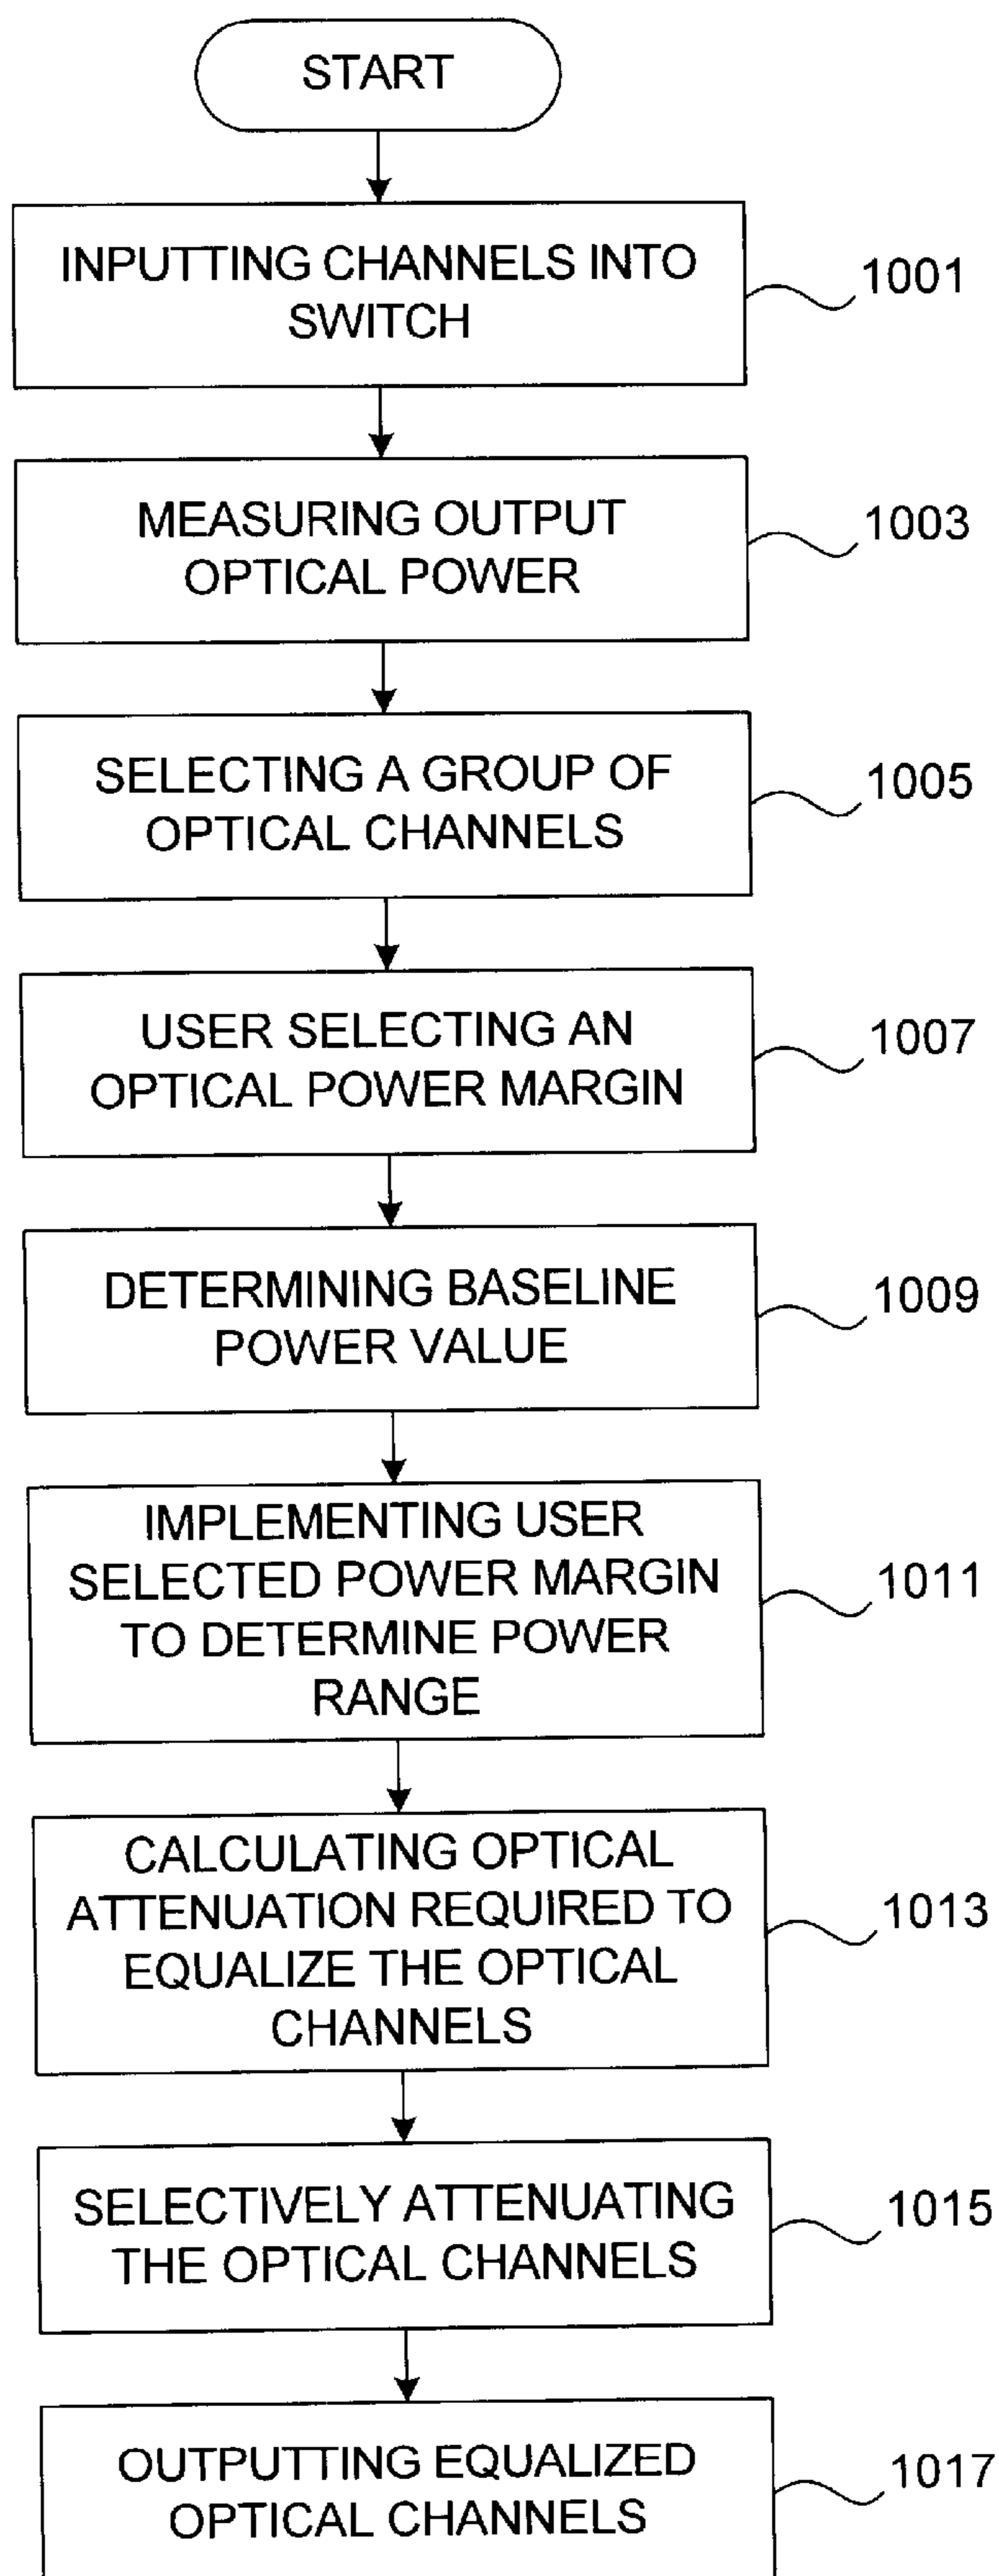 START
INPUTTING CHANNELS INTO
SWITCH
1001
MEASURING OUTPUT
OPTICAL POWER
1003
SELECTING A GROUP OF
OPTICAL CHANNELS
1005
USER SELECTING AN
OPTICAL POWER MARGIN
1007
DETERMINING BASELINE
POWER VALUE
1009
IMPLEMENTING USER
SELECTED POWER MARGIN
TO DETERMINE POWER
RANGE
1011
CALCULATING OPTICAL
ATTENUATION REQUIRED TO
EQUALIZE THE OPTICAL
CHANNELS
1013
SELECTIVELY ATTENUATING
THE OPTICAL CHANNELS
1015
OUTPUTTING EQUALIZED
OPTICAL CHANNELS
1017